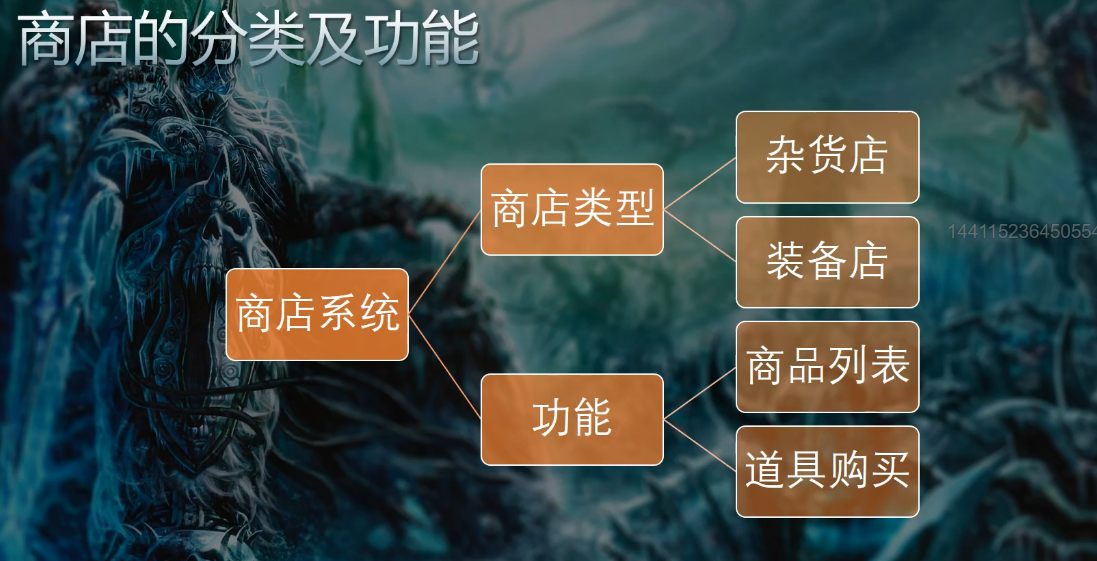 商店的分类及功能
商店系统
商店类型
功能
杂货店
装备店
商品列表
道具购买